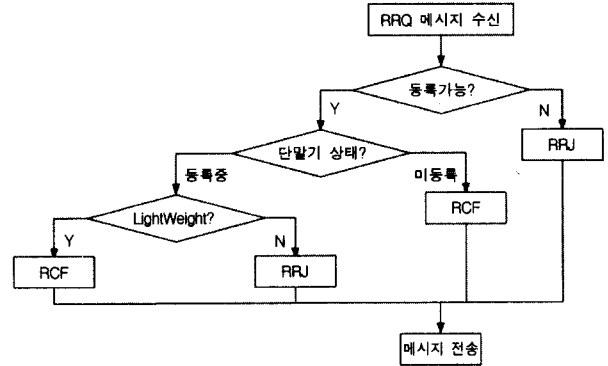 RRQ 메시지 수신
등록가능?
Y
N
RRJ
단말기 상태?
등록중
미등록
RCF
LightWeight?
Y
N
RCF
RRJ
메시지 전송